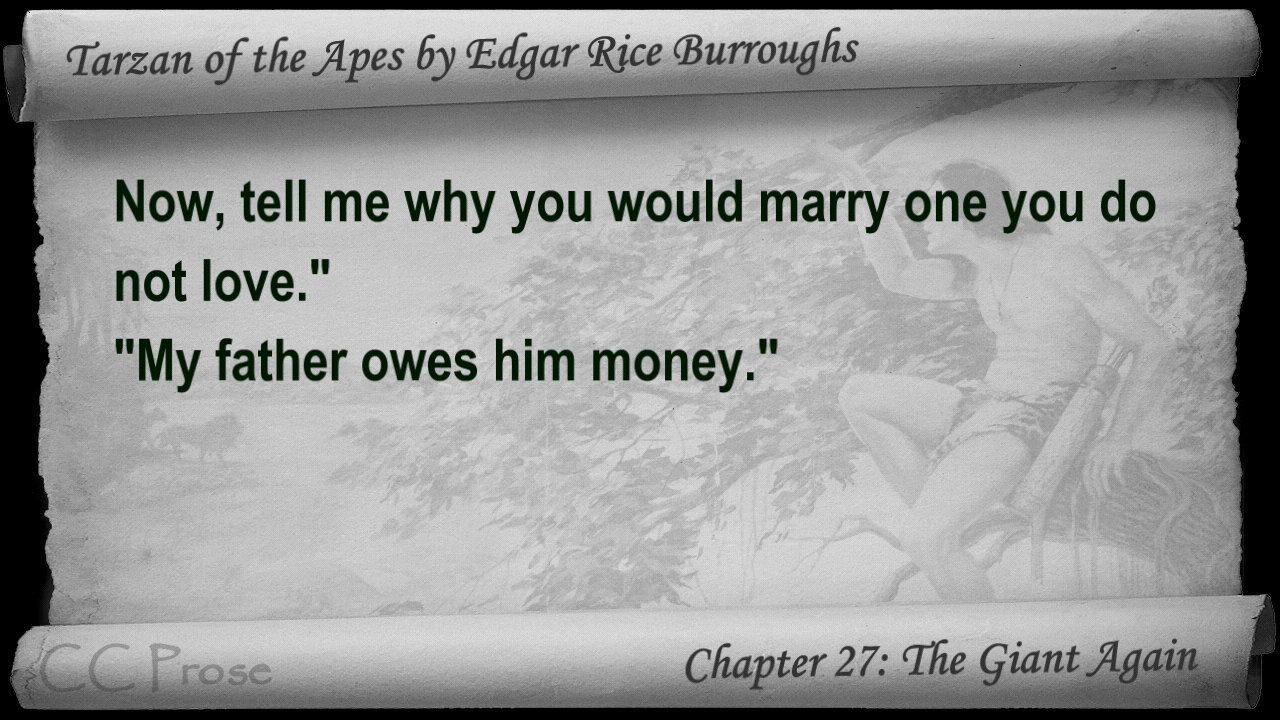 Tarzan of the Apes by Edgar Rice Burroughs
Now, tell me why you would marry one you do
not love."
"My father owes him money."
CC Prose
Chapter 27: The Giant Again